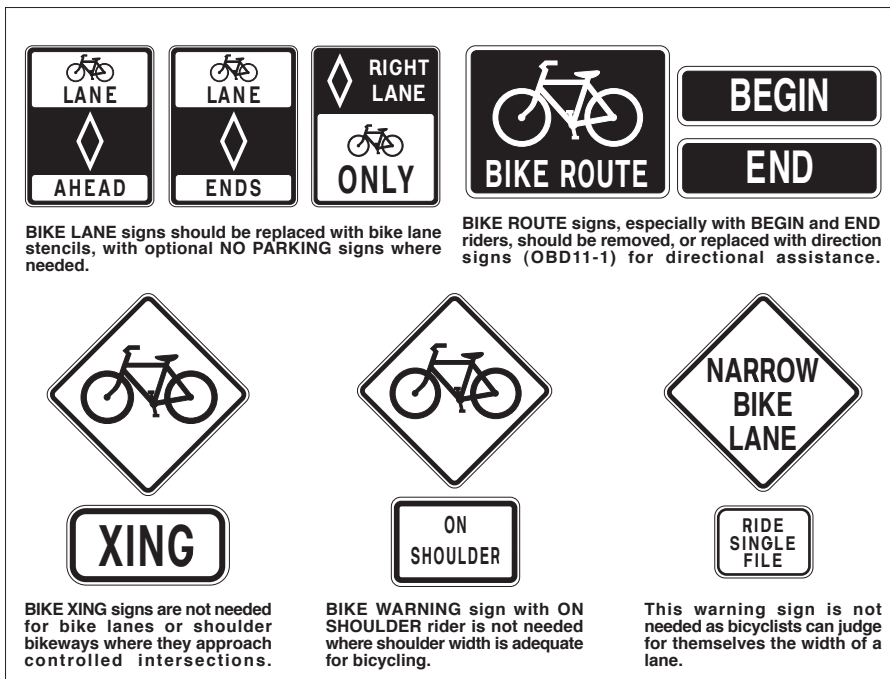 LANE
AHEAD
LANE
ENDS
RIGHT
LANE
ONLY
BIKE ROUTE
BEGIN
END
BIKE LANE signs should be replaced with bike lane
stencils, with optional NO PARKING signs where
needed.
BIKE ROUTE signs, especially with BEGIN and END
riders, should be removed, or replaced with direction
signs (OBD11-1) for directional assistance.
XING
ON
SHOULDER
NARROW
BIKE
LANE
RIDE
SINGLE
FILE
BIKE XING signs are not needed
for bike lanes or shoulder
bikeways where they approach
controlled intersections.
BIKE WARNING sign with ON
SHOULDER rider is not needed
where shoulder width is adequate
for bicycling.
This warning sign is not
needed as bicyclists can judge
for themselves the width of a
lane.